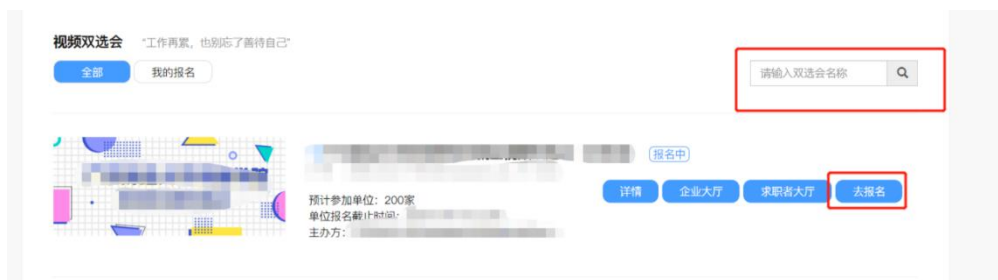 视频双选会 “工作再累，也别忘了善待自己”
全部 我的报名
请输入双选会名称
报名中
详情 企业大厅 求职者大厅 去报名
预计参加单位：200家
单位报名截止时间：
主办方：